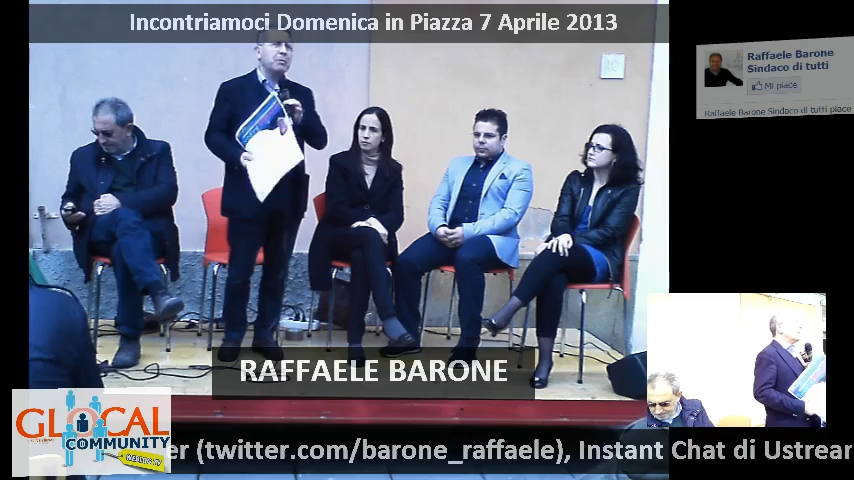 Incontriamoci Domenica in Piazza 7 Aprile 2013
Raffaele Barone
Sindaco di tutti
Mi piace
Raffaele Barone Sindaco di tutti piace
RAFFAELE BARONE
GLOCAL
COMMUNITY
er (twitter.com/barone_raffaele), Instant Chat di Ustrear